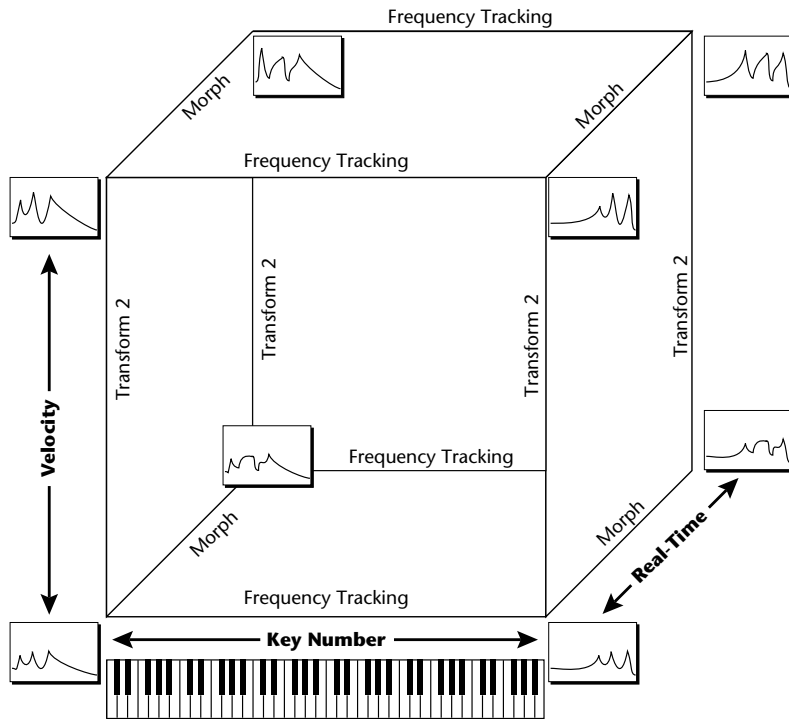 Frequency Tracking
Morph
Morph
Frequency Tracking
Transform 2
Transform 2
Transform 2
Transform 2
Velocity
Frequency Tracking
Morph
Morph
Real-Time
Frequency Tracking
Key Number